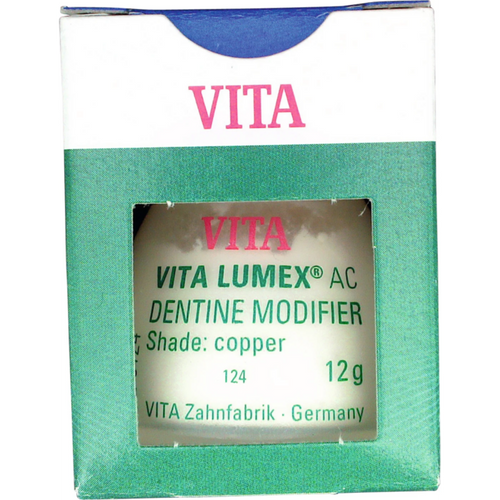 VITA
VITA
VITA LUMEX® AC
DENTINE MODIFIER
Shade: copper
124 12g
VITA Zahnfabrik · Germany